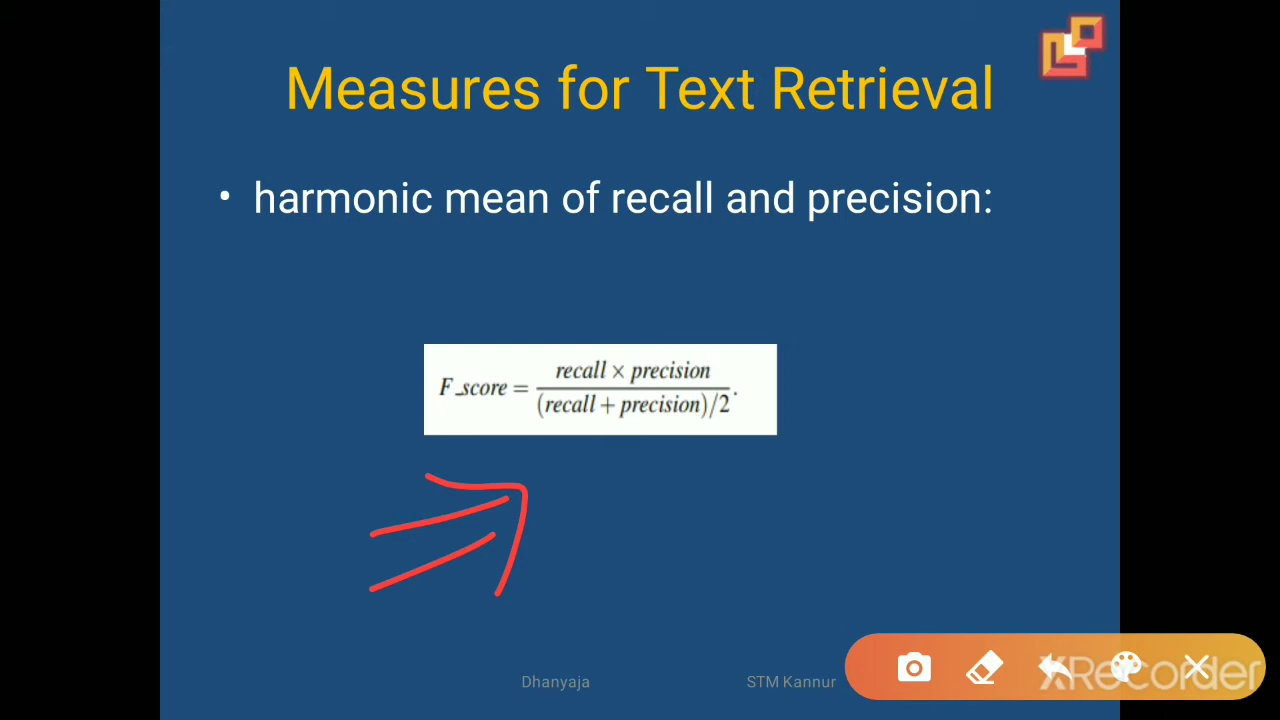 Measures for Text Retrieval
• harmonic mean of recall and precision:
F_score = recall × precision
(recall + precision)/2.
Dhanyaja STM Kannur
XRecorder